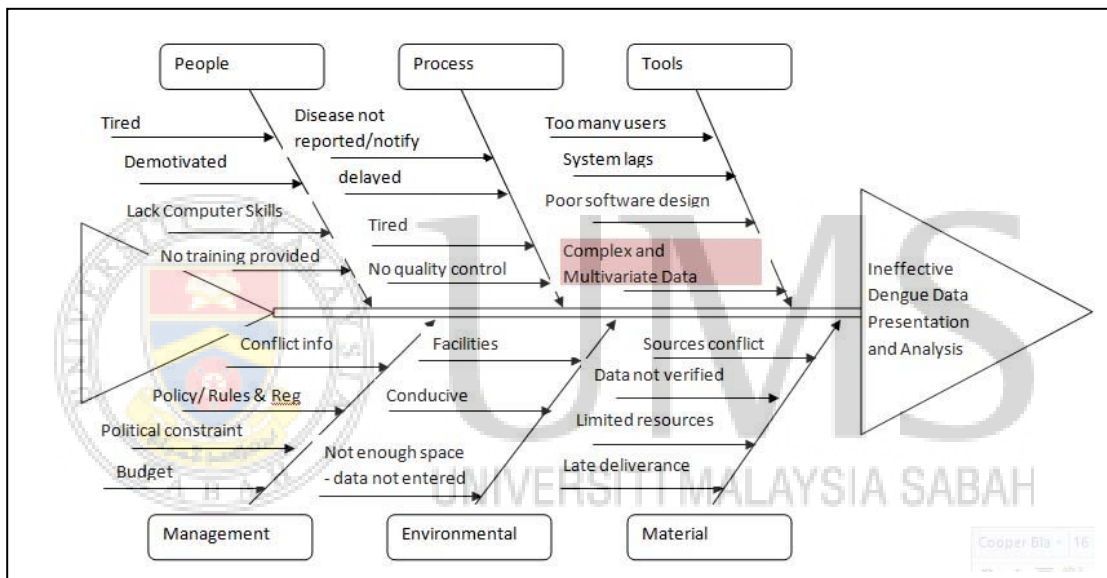 People
Process
Tools
Tired
Demotivated
Lack Computer Skills
No training provided
Disease not
reported/notify
delayed
Tired
No quality control
Too many users
System lags
Poor software design
Complex and
Multivariate Data
Ineffective
Dengue Data
Presentation
and Analysis
Conflict info
Policy/ Rules & Reg
Political constraint
Budget
Facilities
Conducive
Not enough space
- data not entered
Sources conflict
Data not verified
Limited resources
Late deliverance
Management
Environmental
Material
UMS
UNIVERSITI MALAYSIA SABAH
Cooper Bla
16